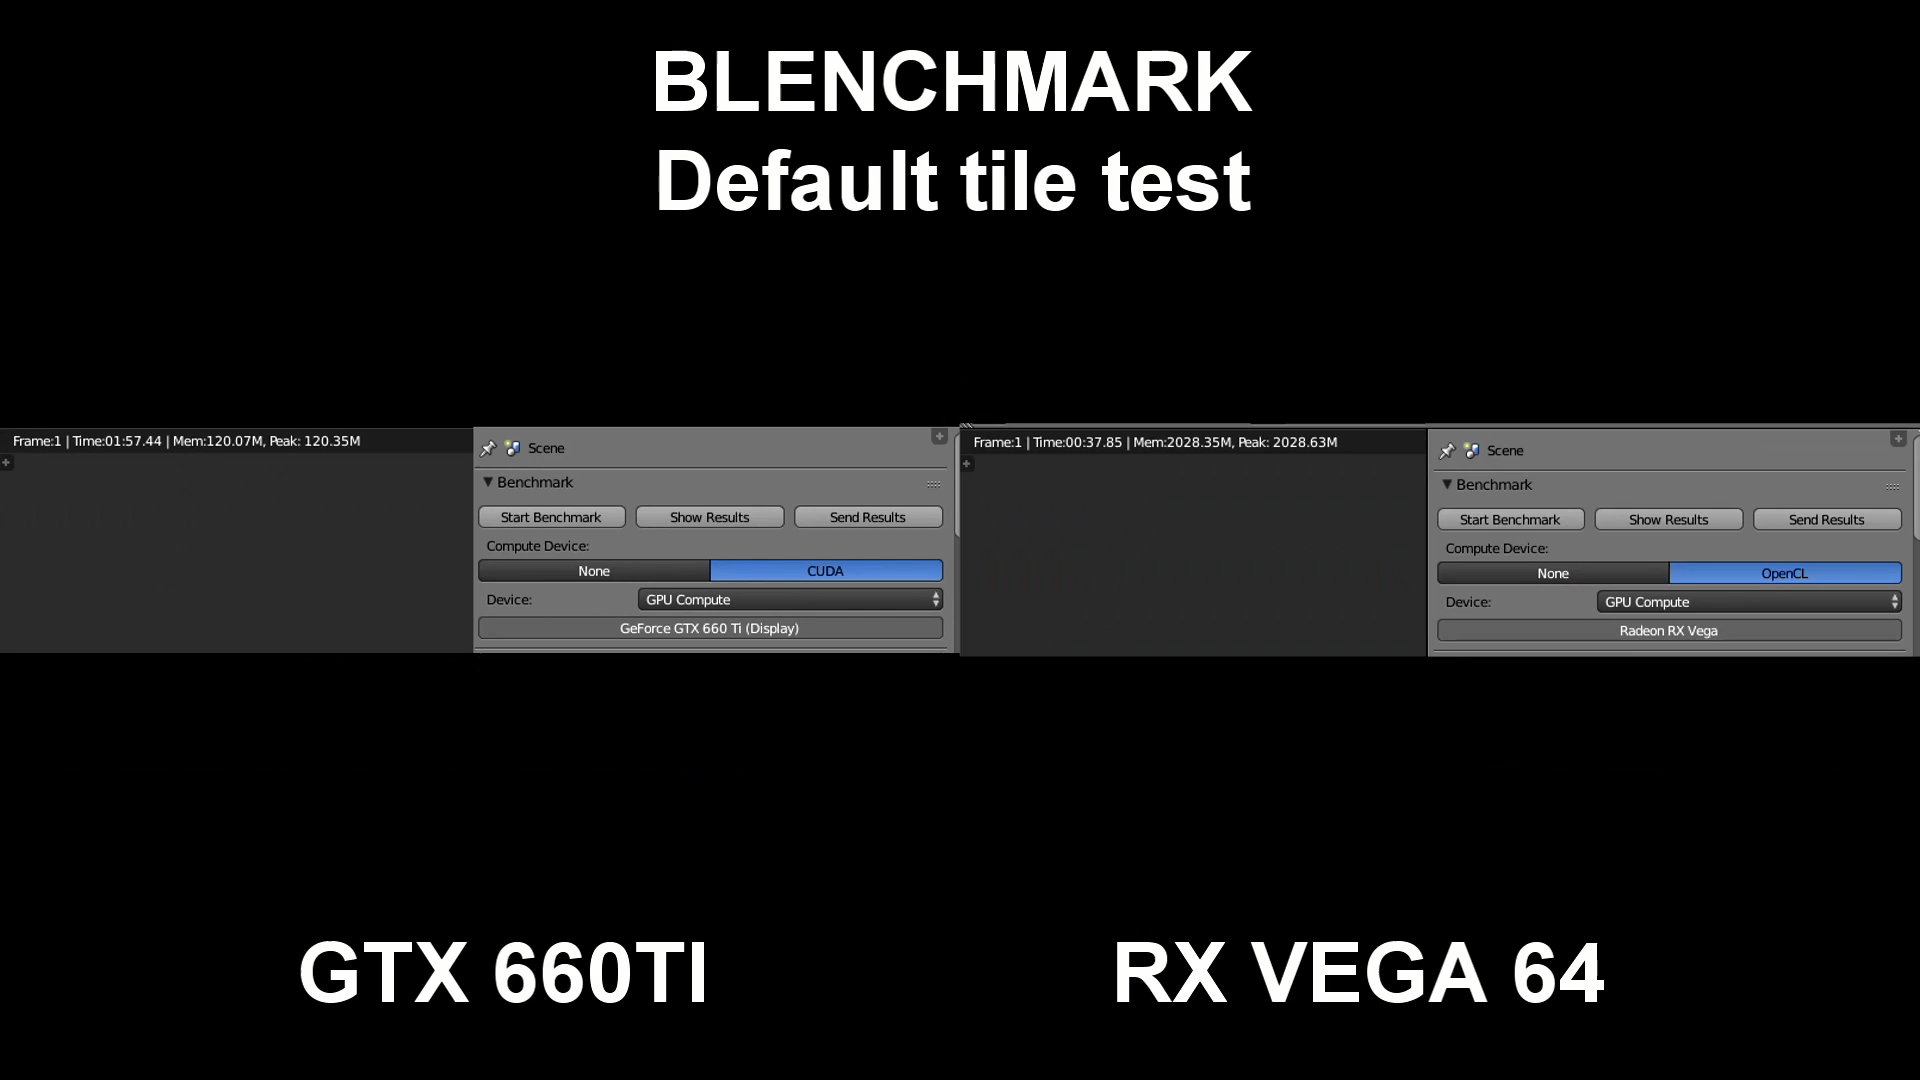 BLENCHMARK
Default tile test
Frame:1 | Time:01:57.44 | Mem:120.07M, Peak: 120.35M
Scene
Benchmark
Start Benchmark
Show Results
Send Results
Compute Device:
None
CUDA
Device:
GPU Compute
GeForce GTX 660 Ti (Display)
Frame:1 | Time:00:37.85 | Mem:2028.35M, Peak: 2028.63M
Scene
Benchmark
Start Benchmark
Show Results
Send Results
Compute Device:
None
OpenCL
Device:
GPU Compute
Radeon RX Vega
GTX 660TI
RX VEGA 64